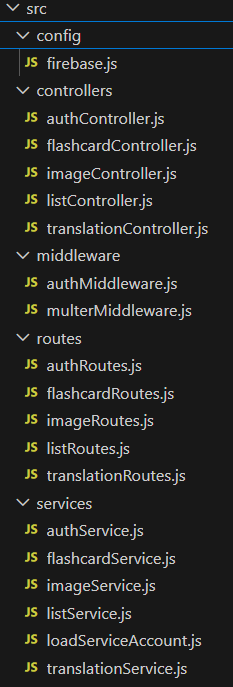 src
config
JS firebase.js
controllers
JS authController.js
JS flashcardController.js
JS imageController.js
JS listController.js
JS translationController.js
middleware
JS authMiddleware.js
JS multerMiddleware.js
routes
JS authRoutes.js
JS flashcardRoutes.js
JS imageRoutes.js
JS listRoutes.js
JS translationRoutes.js
services
JS authService.js
JS flashcardService.js
JS imageService.js
JS listService.js
JS loadServiceAccount.js
JS translationService.js